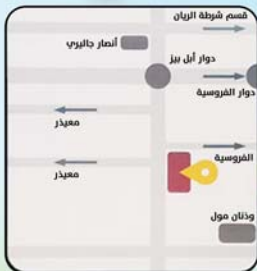 قسم شرطة الريان
أنصار جاليري
دوار أبل بيز
دوار الفروسية
معيذر
الفروسية
معيذر
وذنان مول